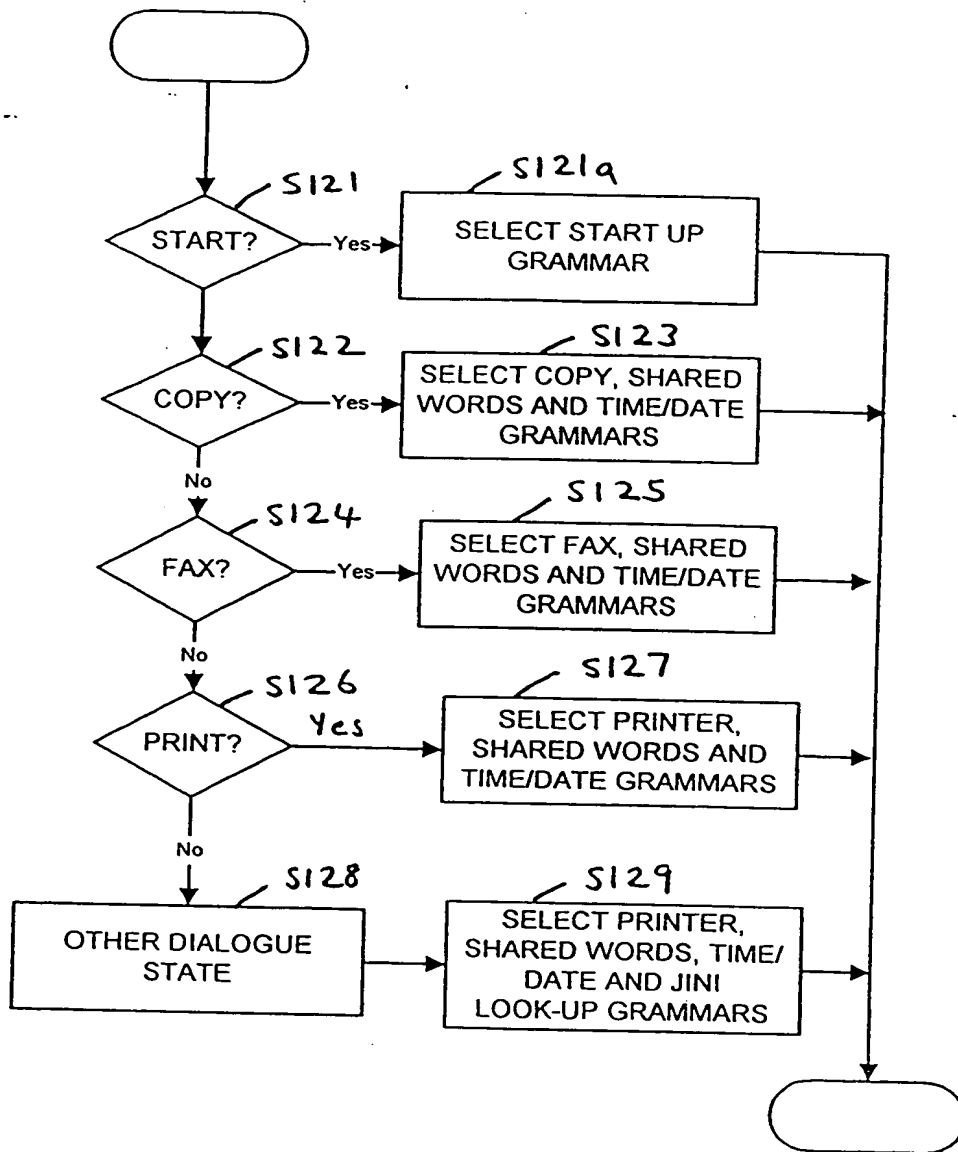 S121
START?
Yes
S121a
SELECT START UP
GRAMMAR
S122
COPY?
Yes
S123
SELECT COPY, SHARED
WORDS AND TIME/DATE
GRAMMARS
No
S124
FAX?
Yes
S125
SELECT FAX, SHARED
WORDS AND TIME/DATE
GRAMMARS
No
S126
PRINT?
Yes
S127
SELECT PRINTER,
SHARED WORDS AND
TIME/DATE GRAMMARS
No
S128
OTHER DIALOGUE
STATE
S129
SELECT PRINTER,
SHARED WORDS, TIME/
DATE AND JINI
LOOK-UP GRAMMARS